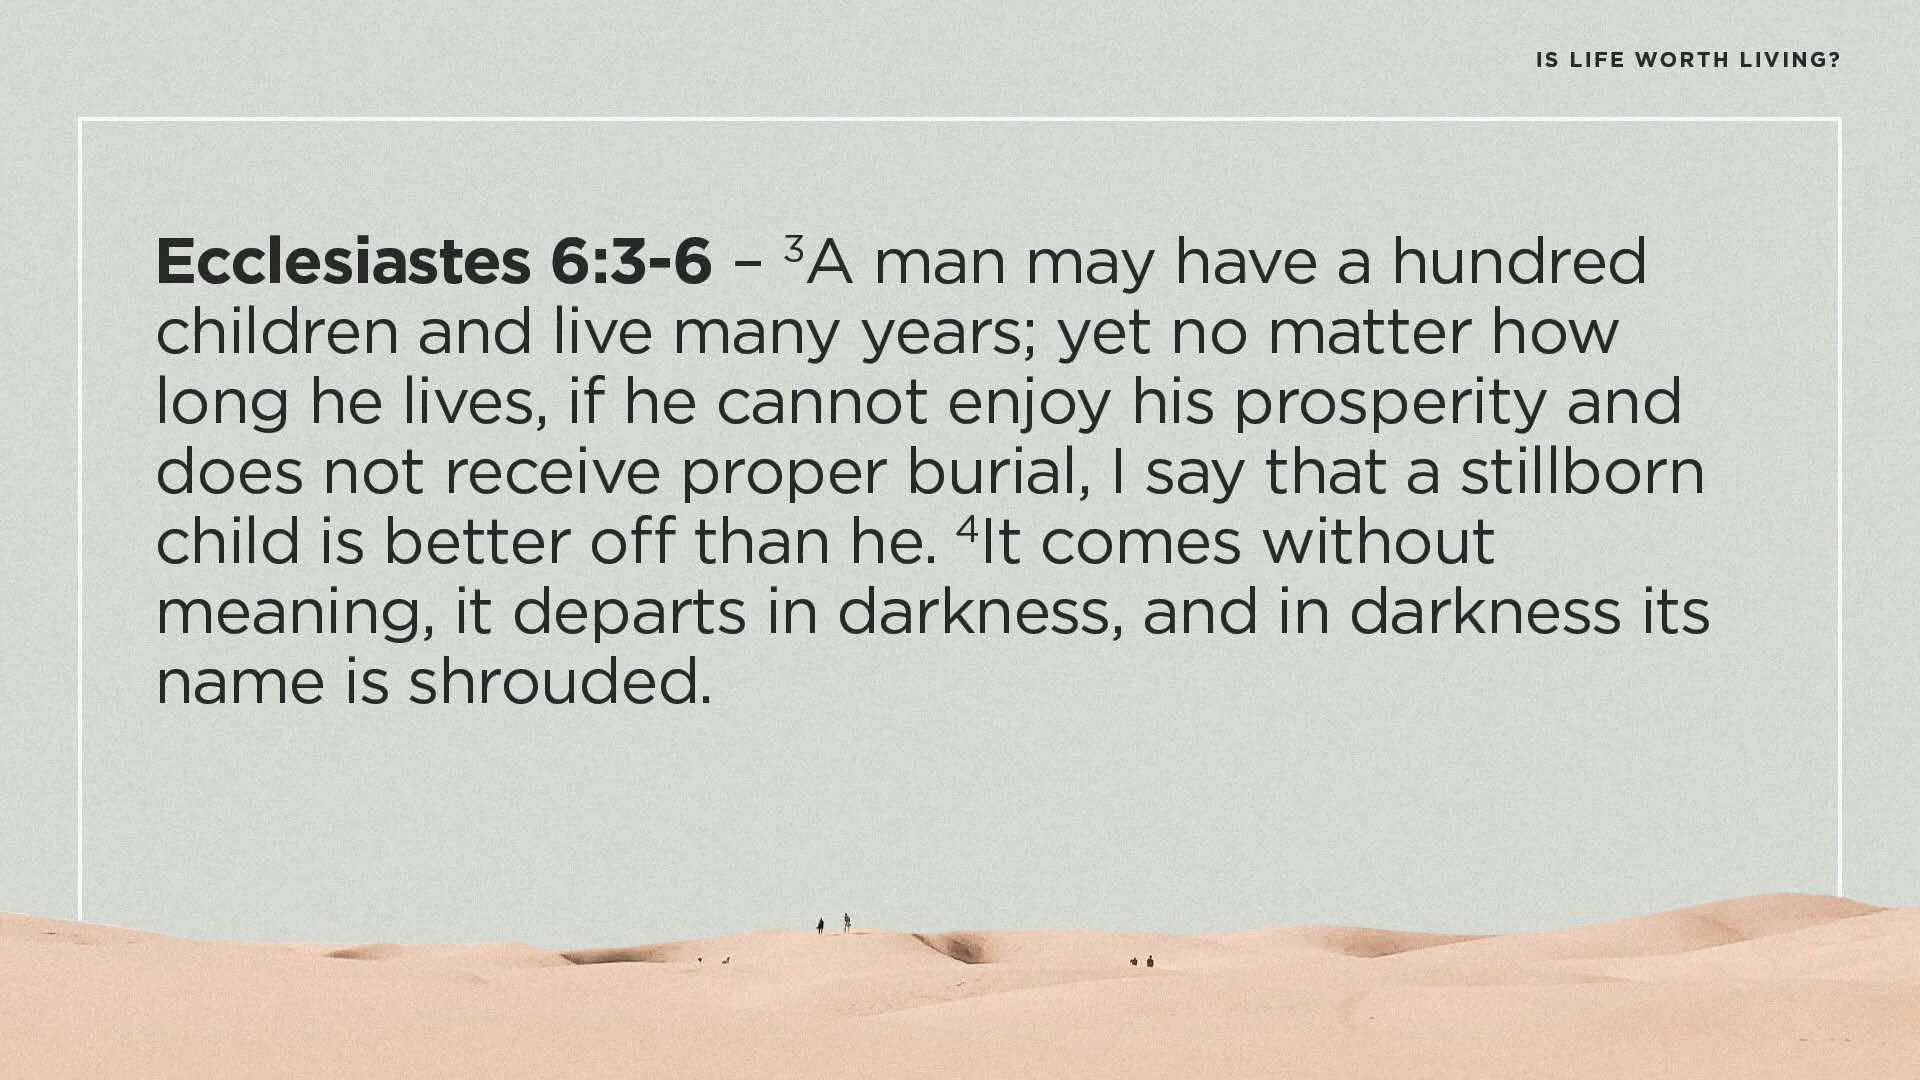 IS LIFE WORTH LIVING?
Ecclesiastes 6:3-6 – ³A man may have a hundred
children and live many years; yet no matter how
long he lives, if he cannot enjoy his prosperity and
does not receive proper burial, I say that a stillborn
child is better off than he. ⁴It comes without
meaning, it departs in darkness, and in darkness its
name is shrouded.